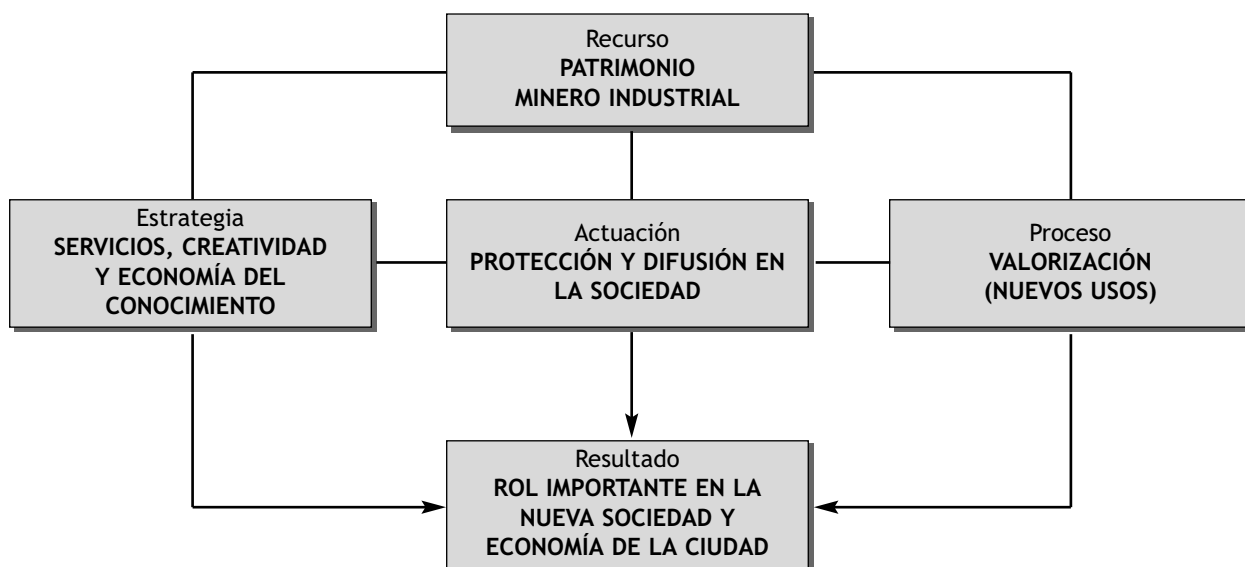 Recurso
PATRIMONIO
MINERO INDUSTRIAL
Estrategia
SERVICIOS, CREATIVIDAD
Y ECONOMÍA DEL
CONOCIMIENTO
Actuación
PROTECCIÓN Y DIFUSIÓN EN
LA SOCIEDAD
Proceso
VALORIZACIÓN
(NUEVOS USOS)
Resultado
ROL IMPORTANTE EN LA
NUEVA SOCIEDAD Y
ECONOMÍA DE LA CIUDAD